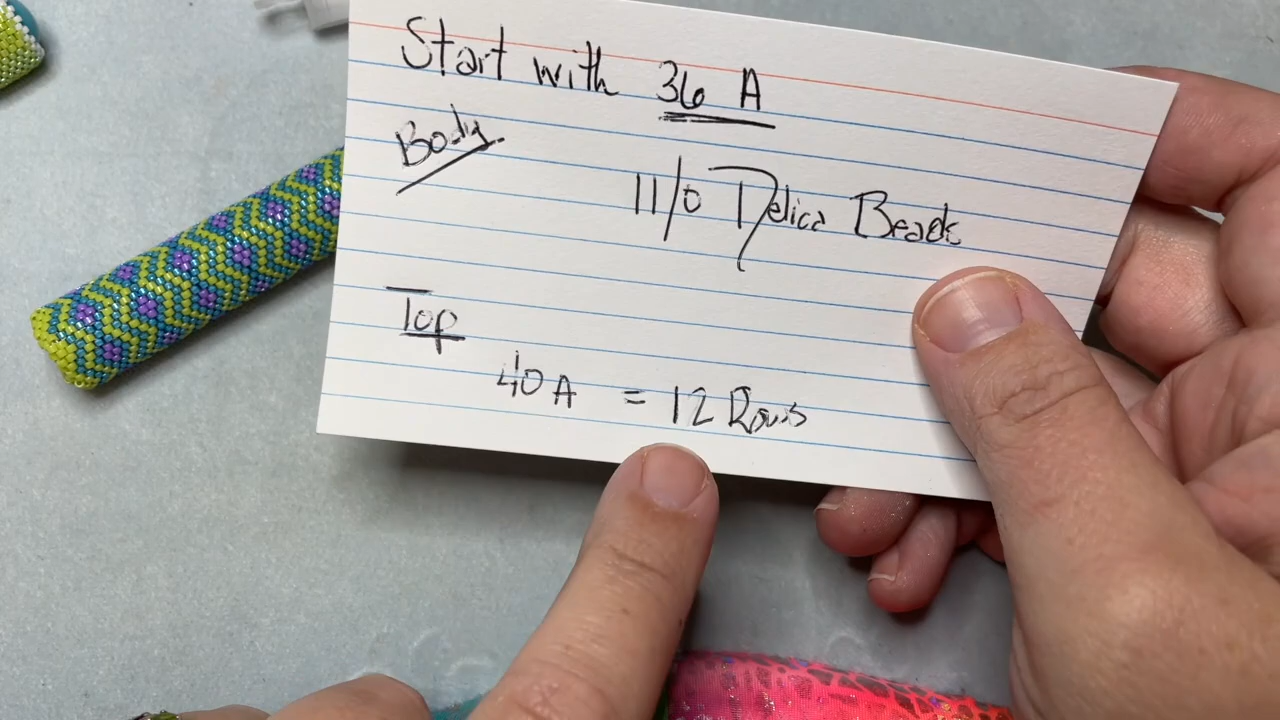 Start with 36 A
Body
11/0 Delica Beads
Top
40 A = 12 Rows